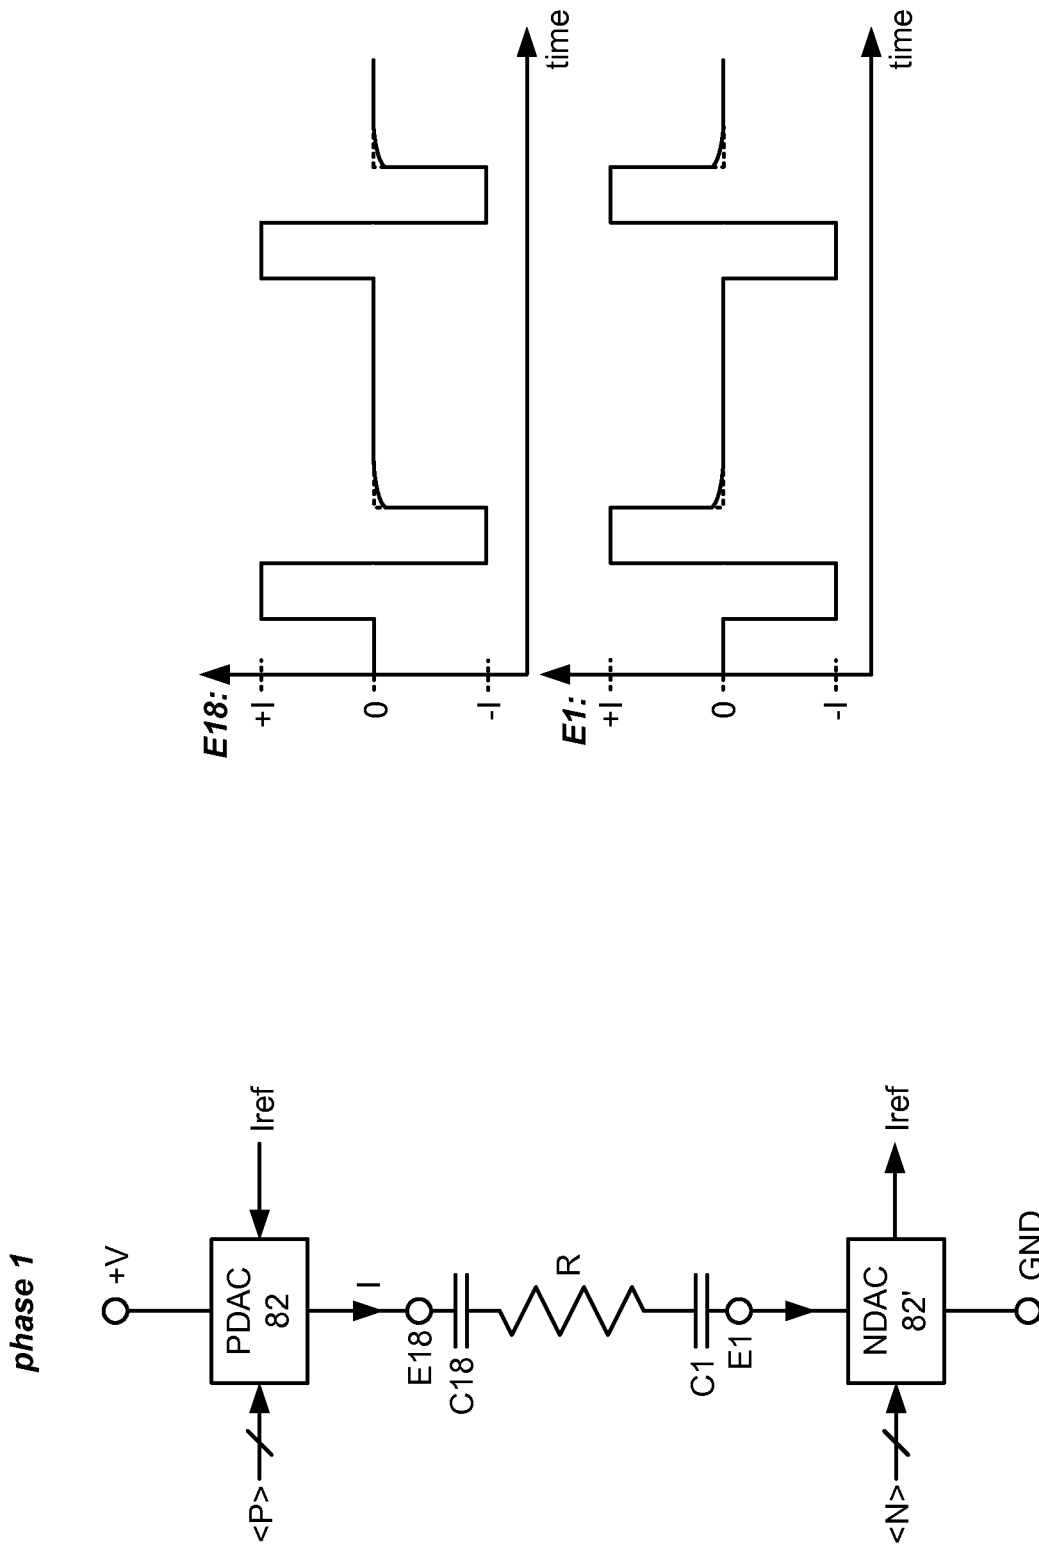 phase 1
+V
<P>
PDAC
82
Iref
I
E18
C18
R
C1
E1
<N>
NDAC
82'
Iref
GND
E18:
+I
0
-I
time
E1:
+I
0
-I
time